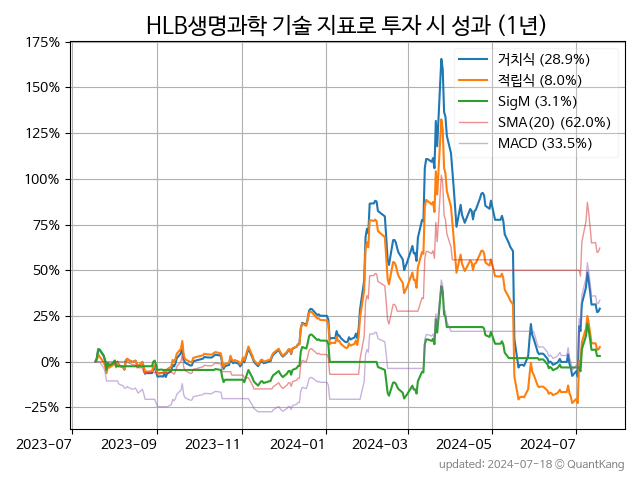 HLB생명과학 기술 지표로 투자 시 성과 (1년)
175%
150%
125%
100%
75%
50%
25%
0%
−25%
거치식 (28.9%)
적립식 (8.0%)
SigM (3.1%)
SMA(20) (62.0%)
MACD (33.5%)
2023-07
2023-09
2023-11
2024-01
2024-03
2024-05
2024-07
updated: 2024-07-18 © QuantKang